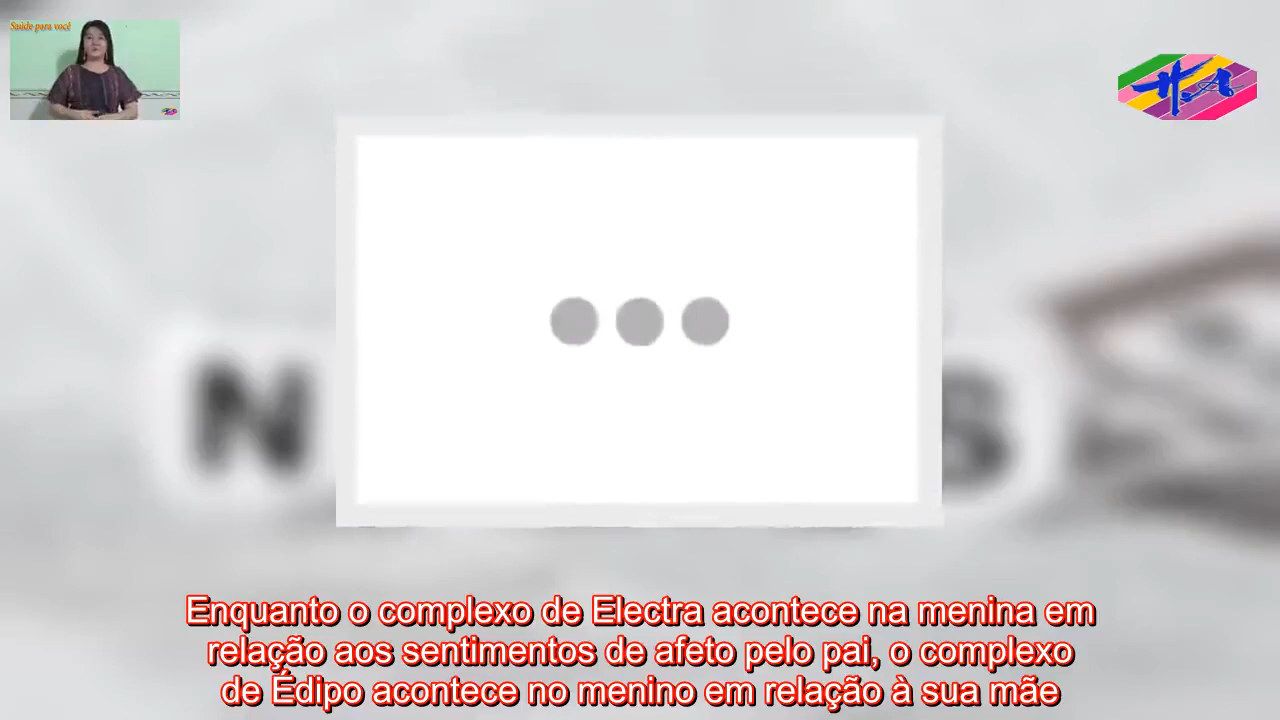 Saúde para você
H.A
N
S
Enquanto o complexo de Electra acontece na menina em
relação aos sentimentos de afeto pelo pai, o complexo
de Édipo acontece no menino em relação à sua mãe